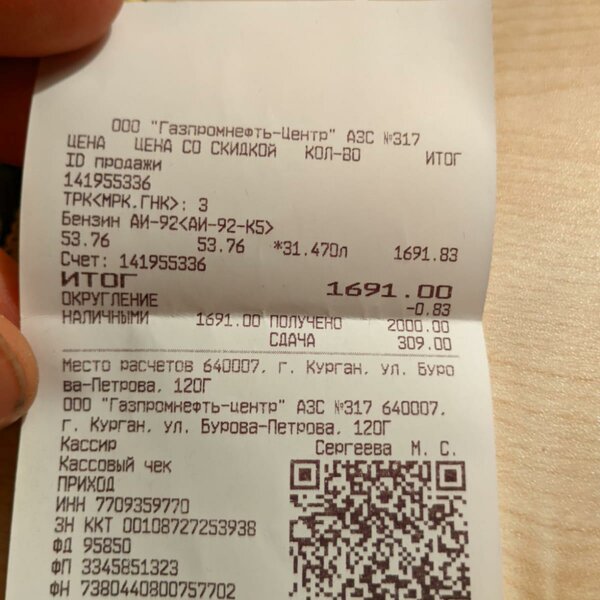 ООО "Газпромнефть-Центр" АЗС №317
ЦЕНА ЦЕНА СО СКИДКОЙ КОЛ-ВО ИТОГ
ID продажи
141955336
ТРК<МРК.ГНК>: 3
Бензин АИ-92<АИ-92-К5>
53.76 53.76 *31.470л 1691.83
Счет: 141955336
ИТОГ 1691.00
ОКРУГЛЕНИЕ -0.83
НАЛИЧНЫМИ 1691.00 ПОЛУЧЕНО 2000.00
СДАЧА 309.00
Место расчетов 640007, г. Курган, ул. Буро
ва-Петрова, 120Г
ООО "Газпромнефть-центр" АЗС №317 640007,
г. Курган, ул. Бурова-Петрова, 120Г
Кассир Сергеева М. С.
Кассовый чек
ПРИХОД
ИНН 7709359770
ЗН ККТ 00108727253938
ФД 95850
ФП 3345851323
ФН 7380440800757702